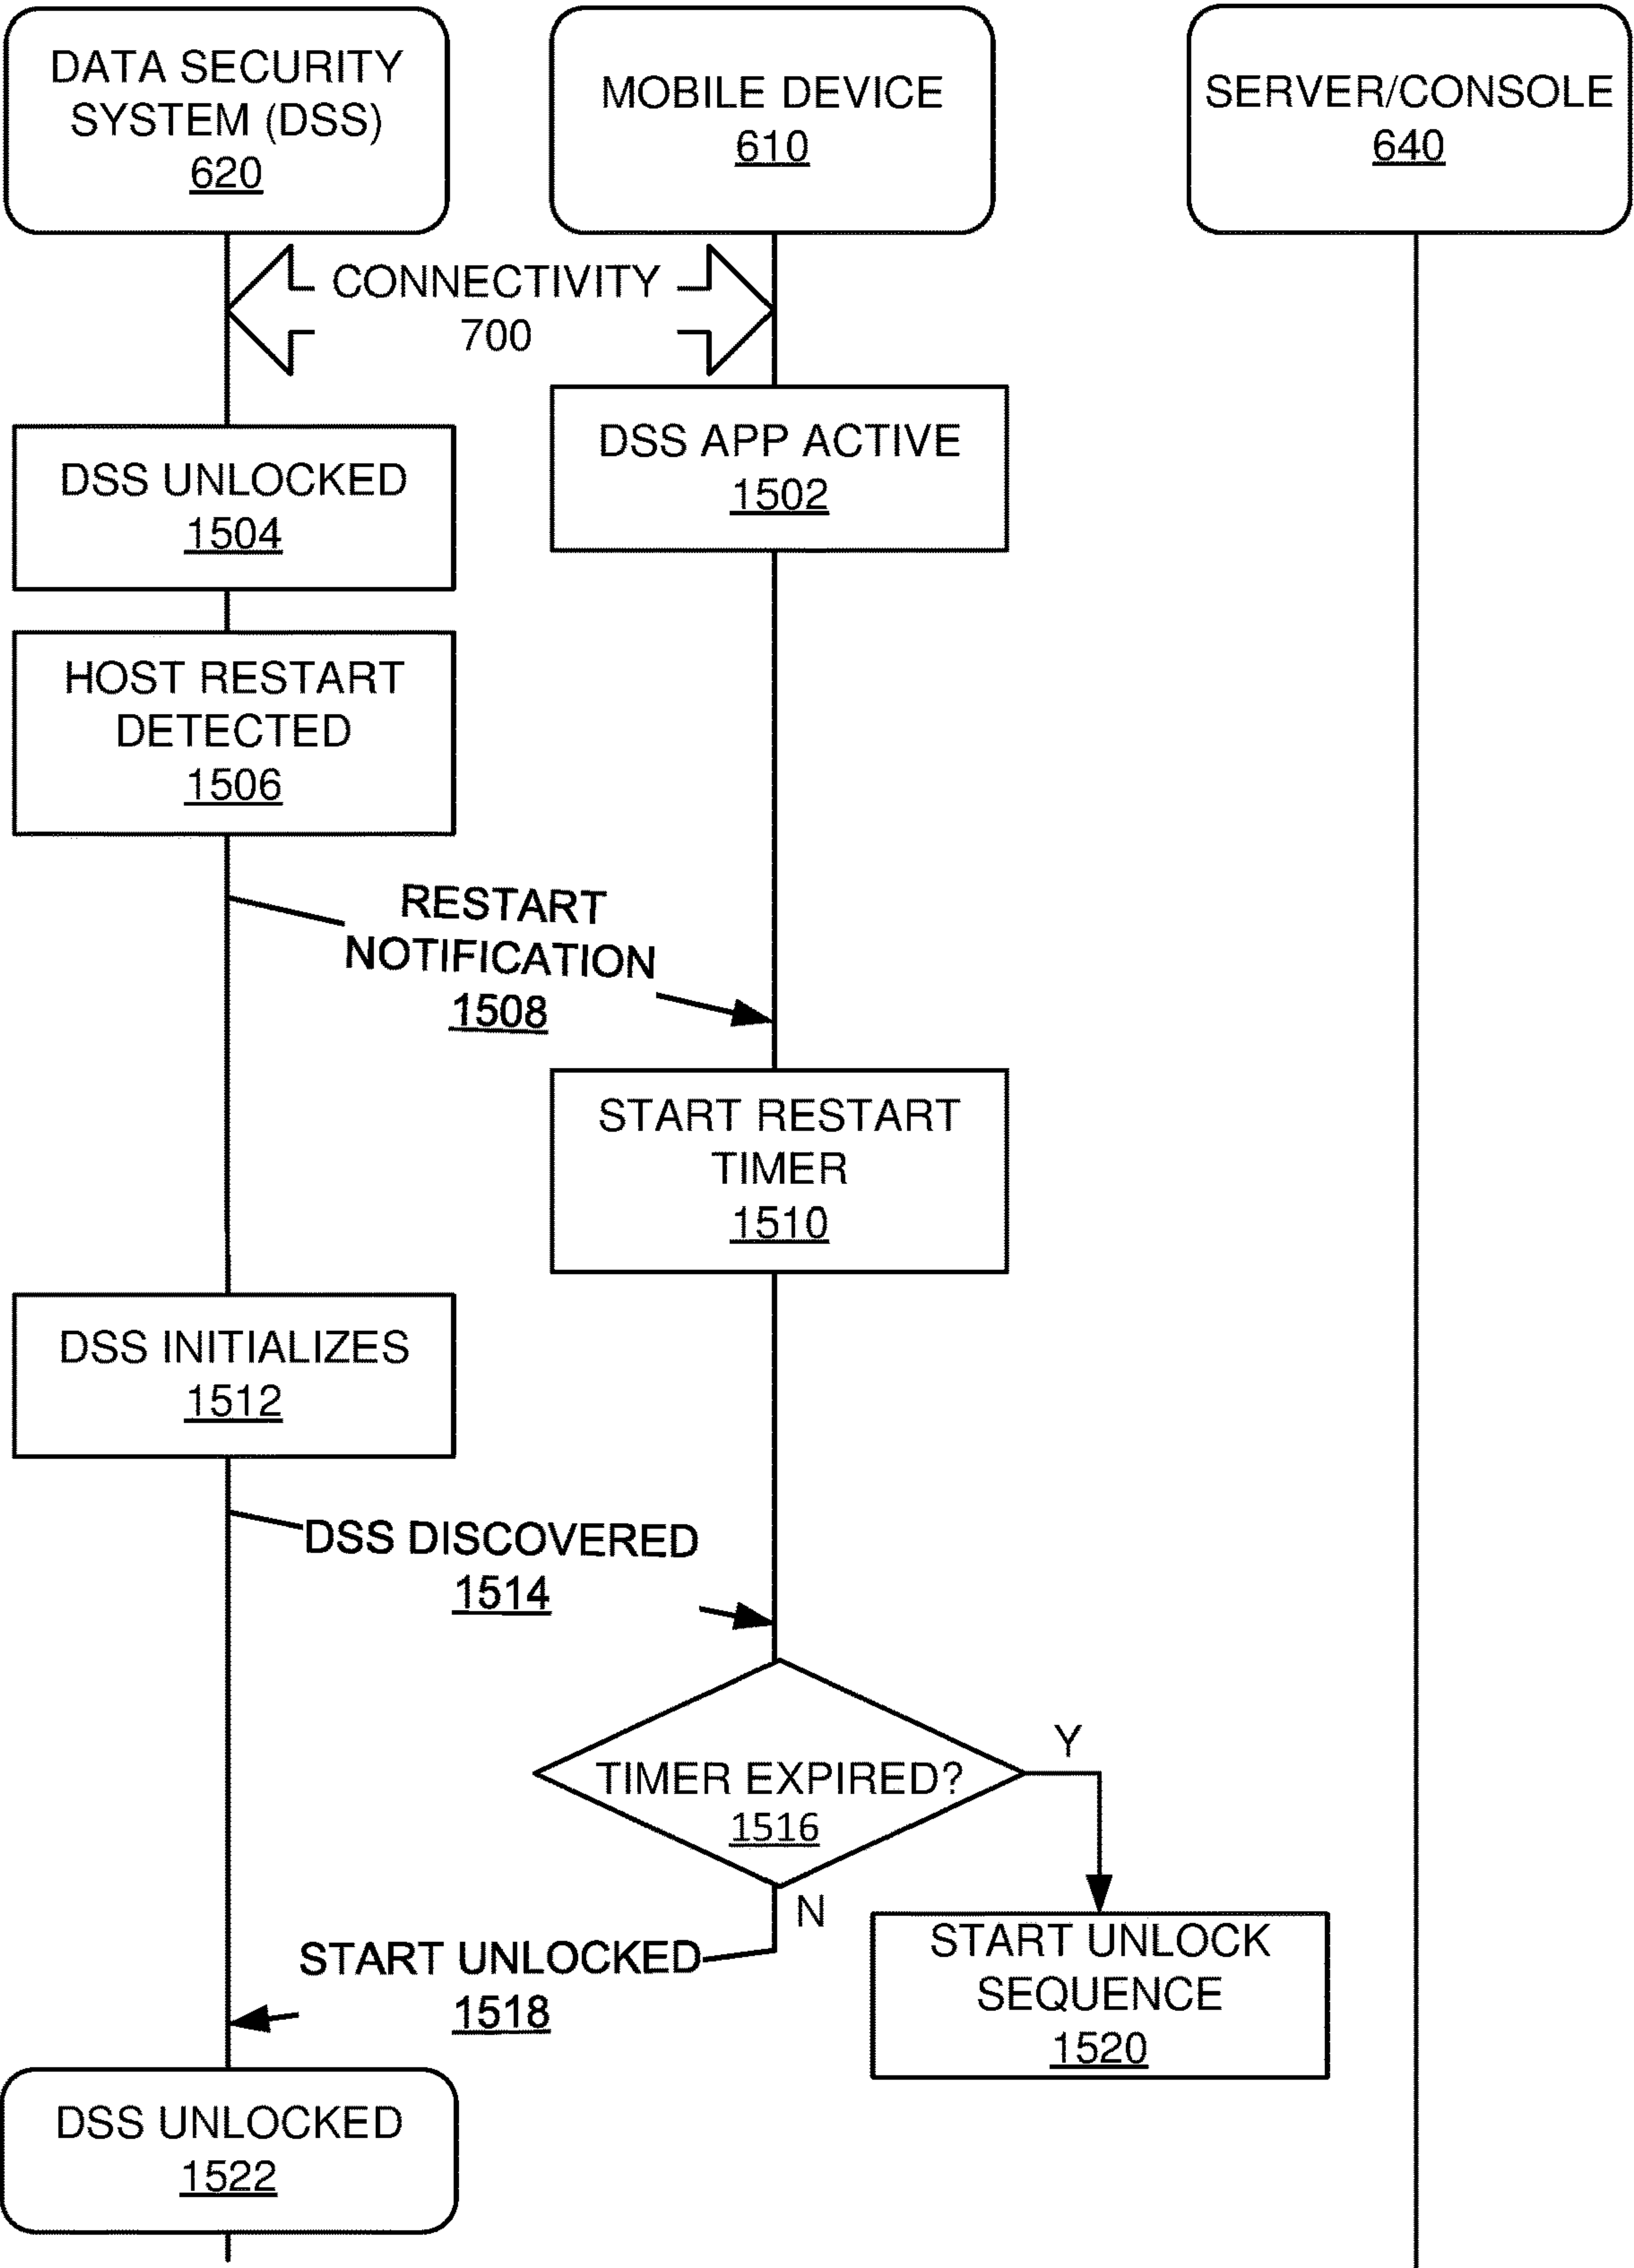 DATA SECURITY
SYSTEM (DSS)
620
MOBILE DEVICE
610
SERVER/CONSOLE
640
CONNECTIVITY
700
DSS APP ACTIVE
1502
DSS UNLOCKED
1504
HOST RESTART
DETECTED
1506
RESTART
NOTIFICATION
1508
START RESTART
TIMER
1510
DSS INITIALIZES
1512
DSS DISCOVERED
1514
TIMER EXPIRED?
1516
Y
N
START UNLOCKED
1518
START UNLOCK
SEQUENCE
1520
DSS UNLOCKED
1522